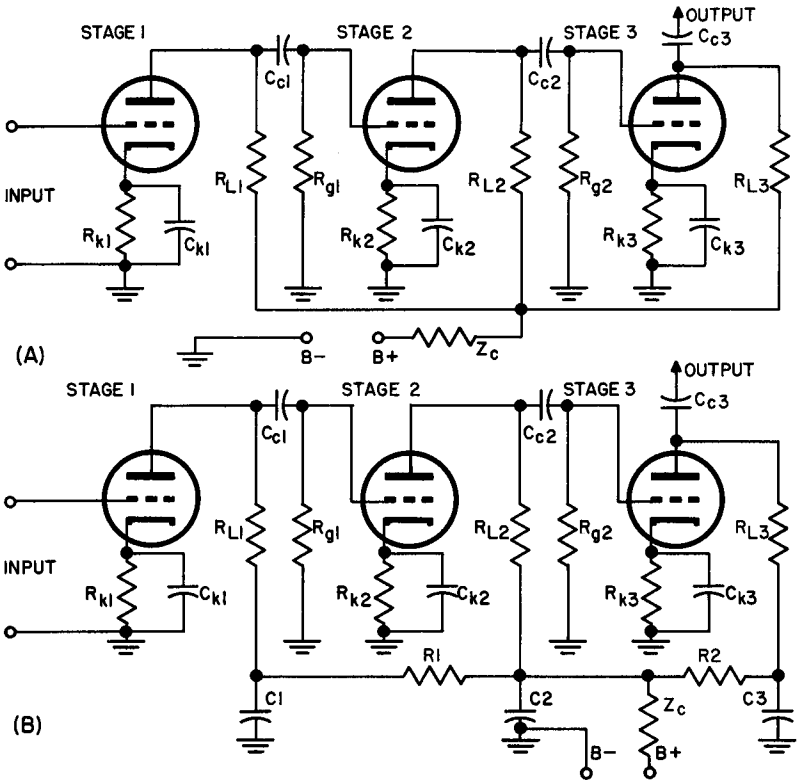 STAGE 1 STAGE 2 STAGE 3 OUTPUT
Cc3
Cc1 Cc2
RL1 Rg1 RL2 Rg2 RL3
INPUT
Rk1 Ck1 Rk2 Ck2 Rk3 Ck3
(A) B- B+ Zc
STAGE 1 STAGE 2 STAGE 3 OUTPUT
Cc3
Cc1 Cc2
RL1 Rg1 RL2 Rg2 RL3
INPUT
Rk1 Ck1 Rk2 Ck2 Rk3 Ck3
R1 R2
C1 C2 Zc C3
(B) B- B+